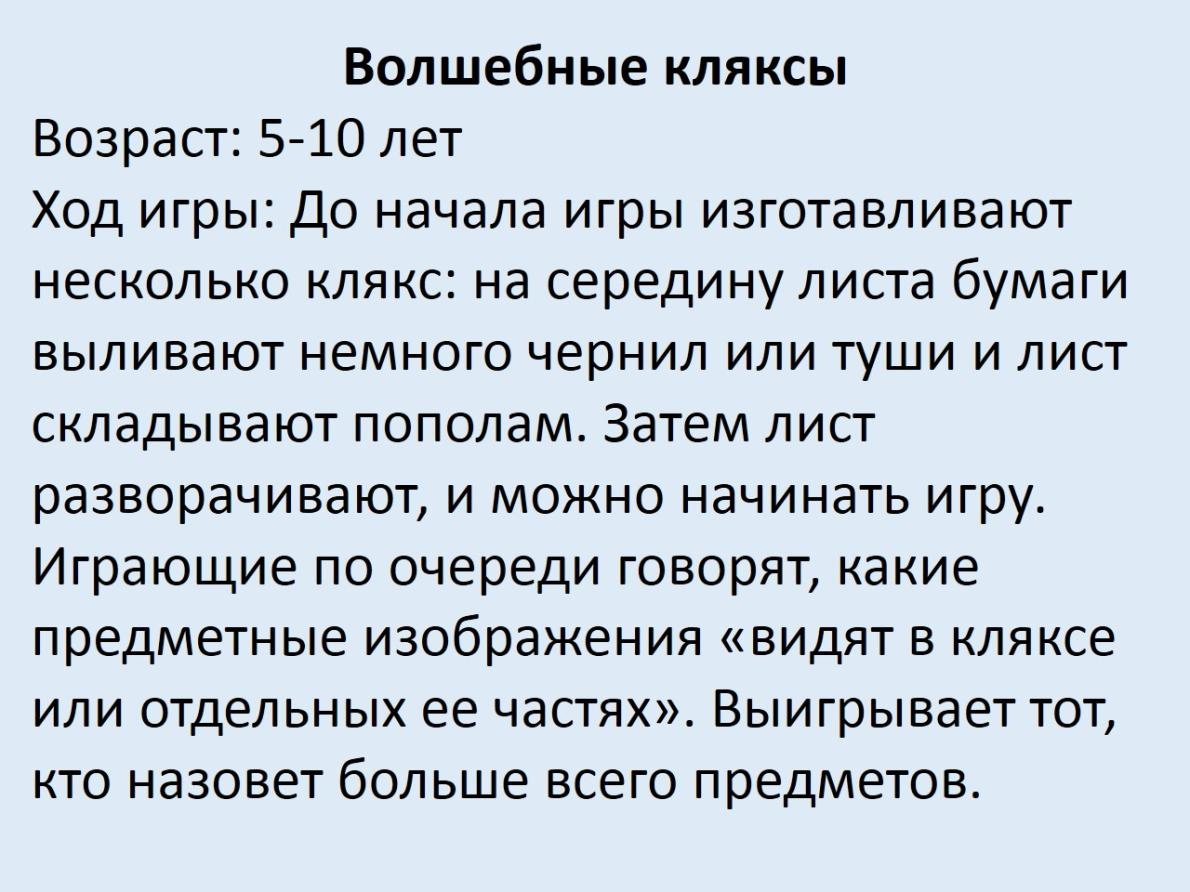 Волшебные кляксы
Возраст: 5-10 лет
Ход игры: До начала игры изготавливают
несколько клякс: на середину листа бумаги
выливают немного чернил или туши и лист
складывают пополам. Затем лист
разворачивают, и можно начинать игру.
Играющие по очереди говорят, какие
предметные изображения «видят в кляксе
или отдельных ее частях». Выигрывает тот,
кто назовет больше всего предметов.